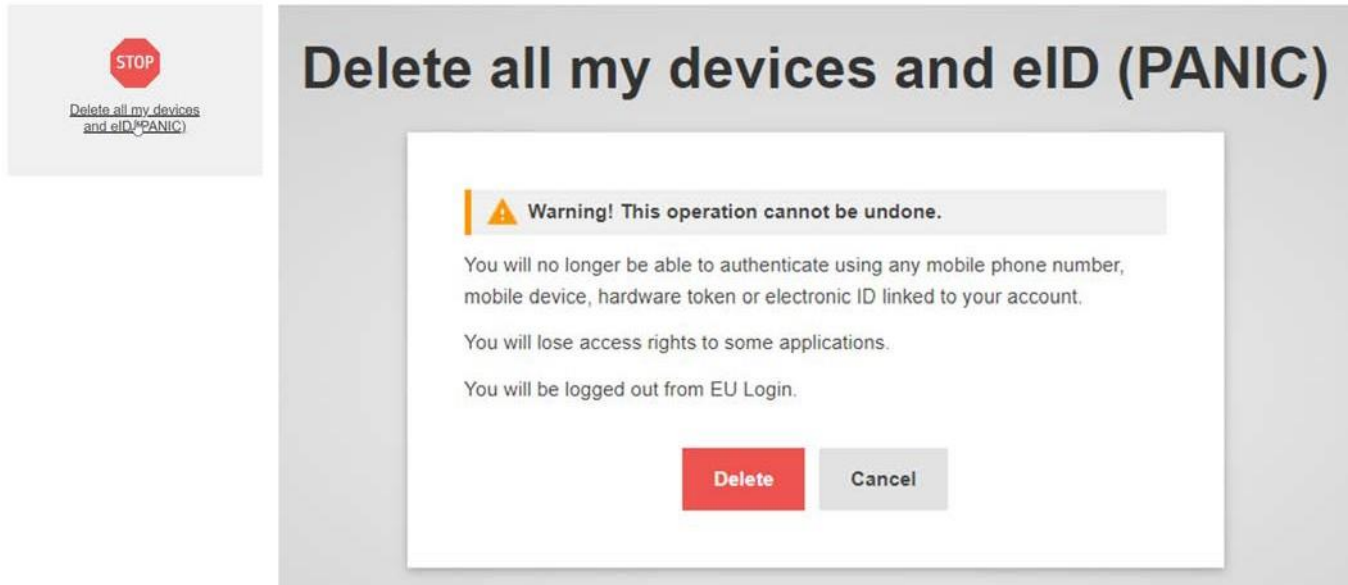 STOP
Delete all my devices
and eID (PANIC)
Delete all my devices and eID (PANIC)
Warning! This operation cannot be undone.
You will no longer be able to authenticate using any mobile phone number,
mobile device, hardware token or electronic ID linked to your account.
You will lose access rights to some applications.
You will be logged out from EU Login.
Delete
Cancel